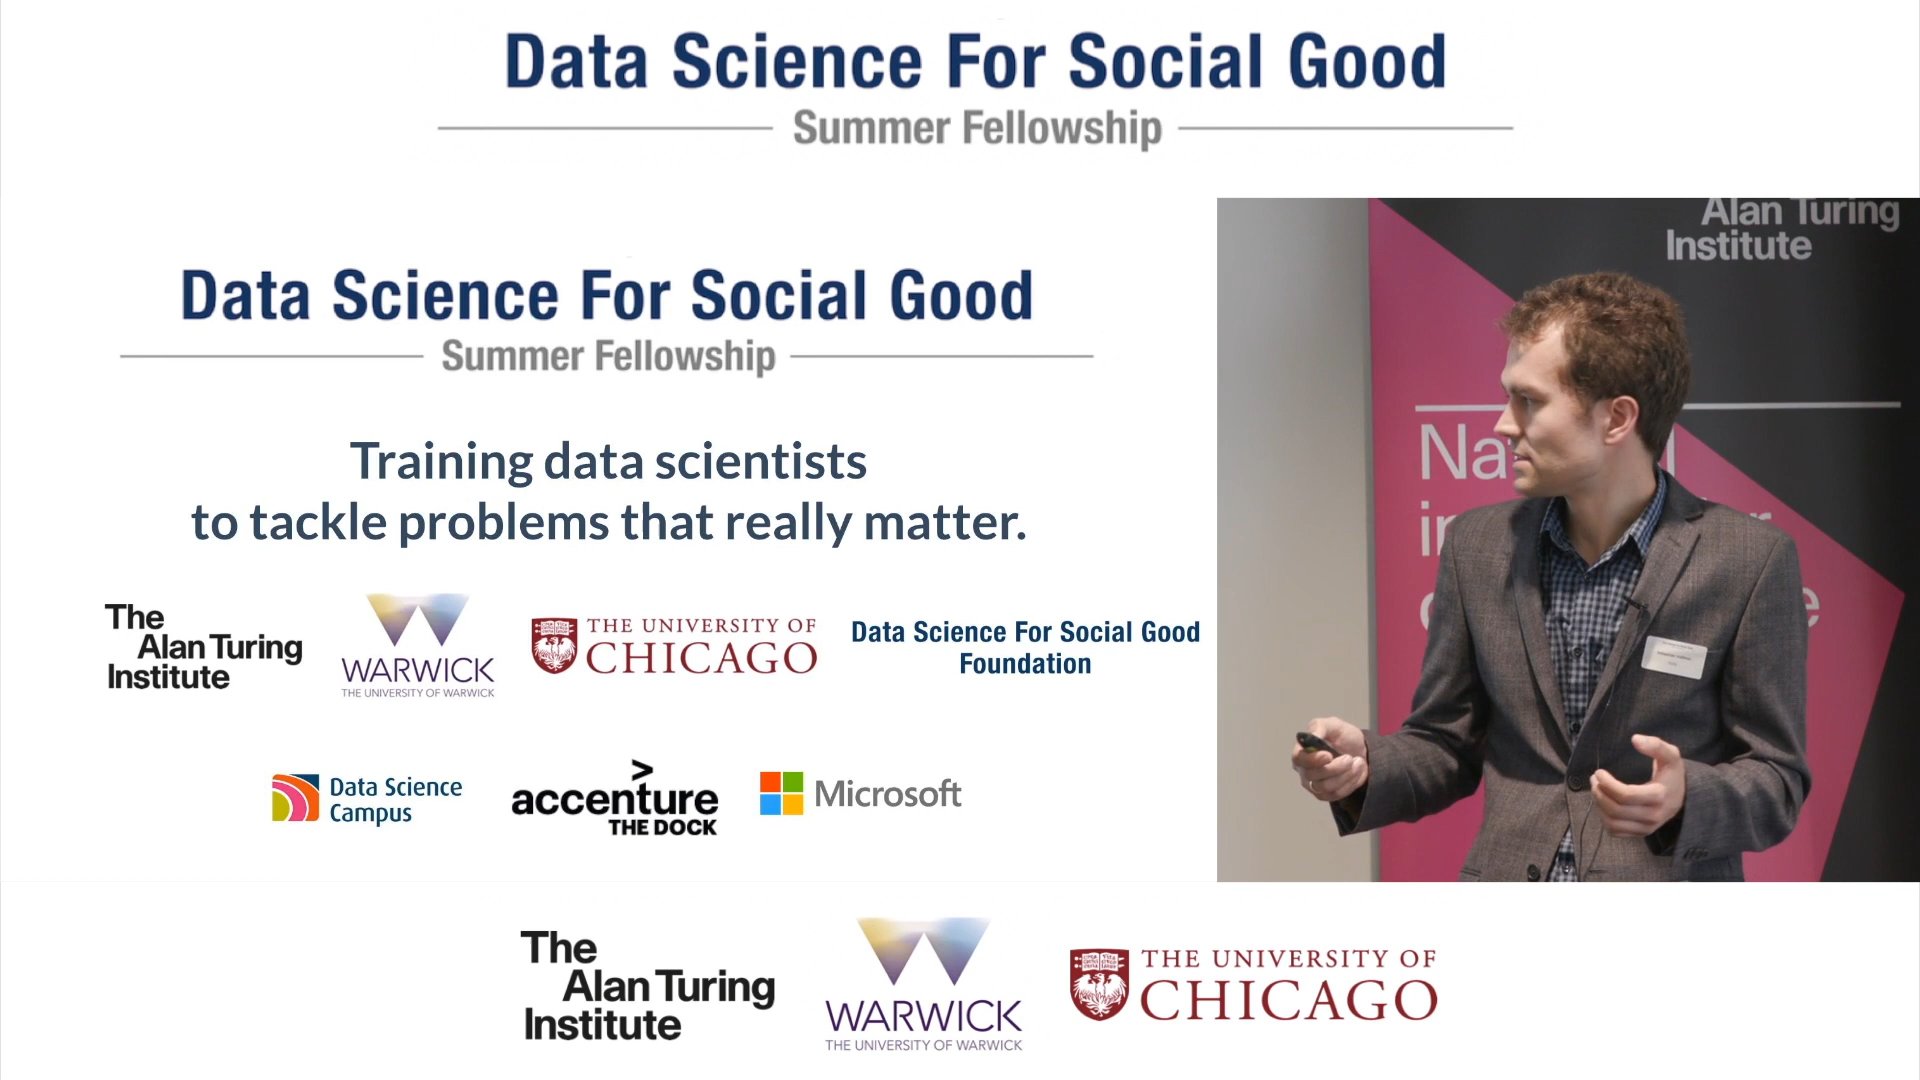 Data Science For Social Good
Summer Fellowship
Data Science For Social Good
Summer Fellowship
Training data scientists
to tackle problems that really matter.
The
Alan Turing
Institute
WARWICK
THE UNIVERSITY OF WARWICK
THE UNIVERSITY OF
CHICAGO
Data Science For Social Good
Foundation
Data Science
Campus
>
accenture
THE DOCK
Microsoft
Alan Turing
Institute
The
Alan Turing
Institute
WARWICK
THE UNIVERSITY OF WARWICK
THE UNIVERSITY OF
CHICAGO